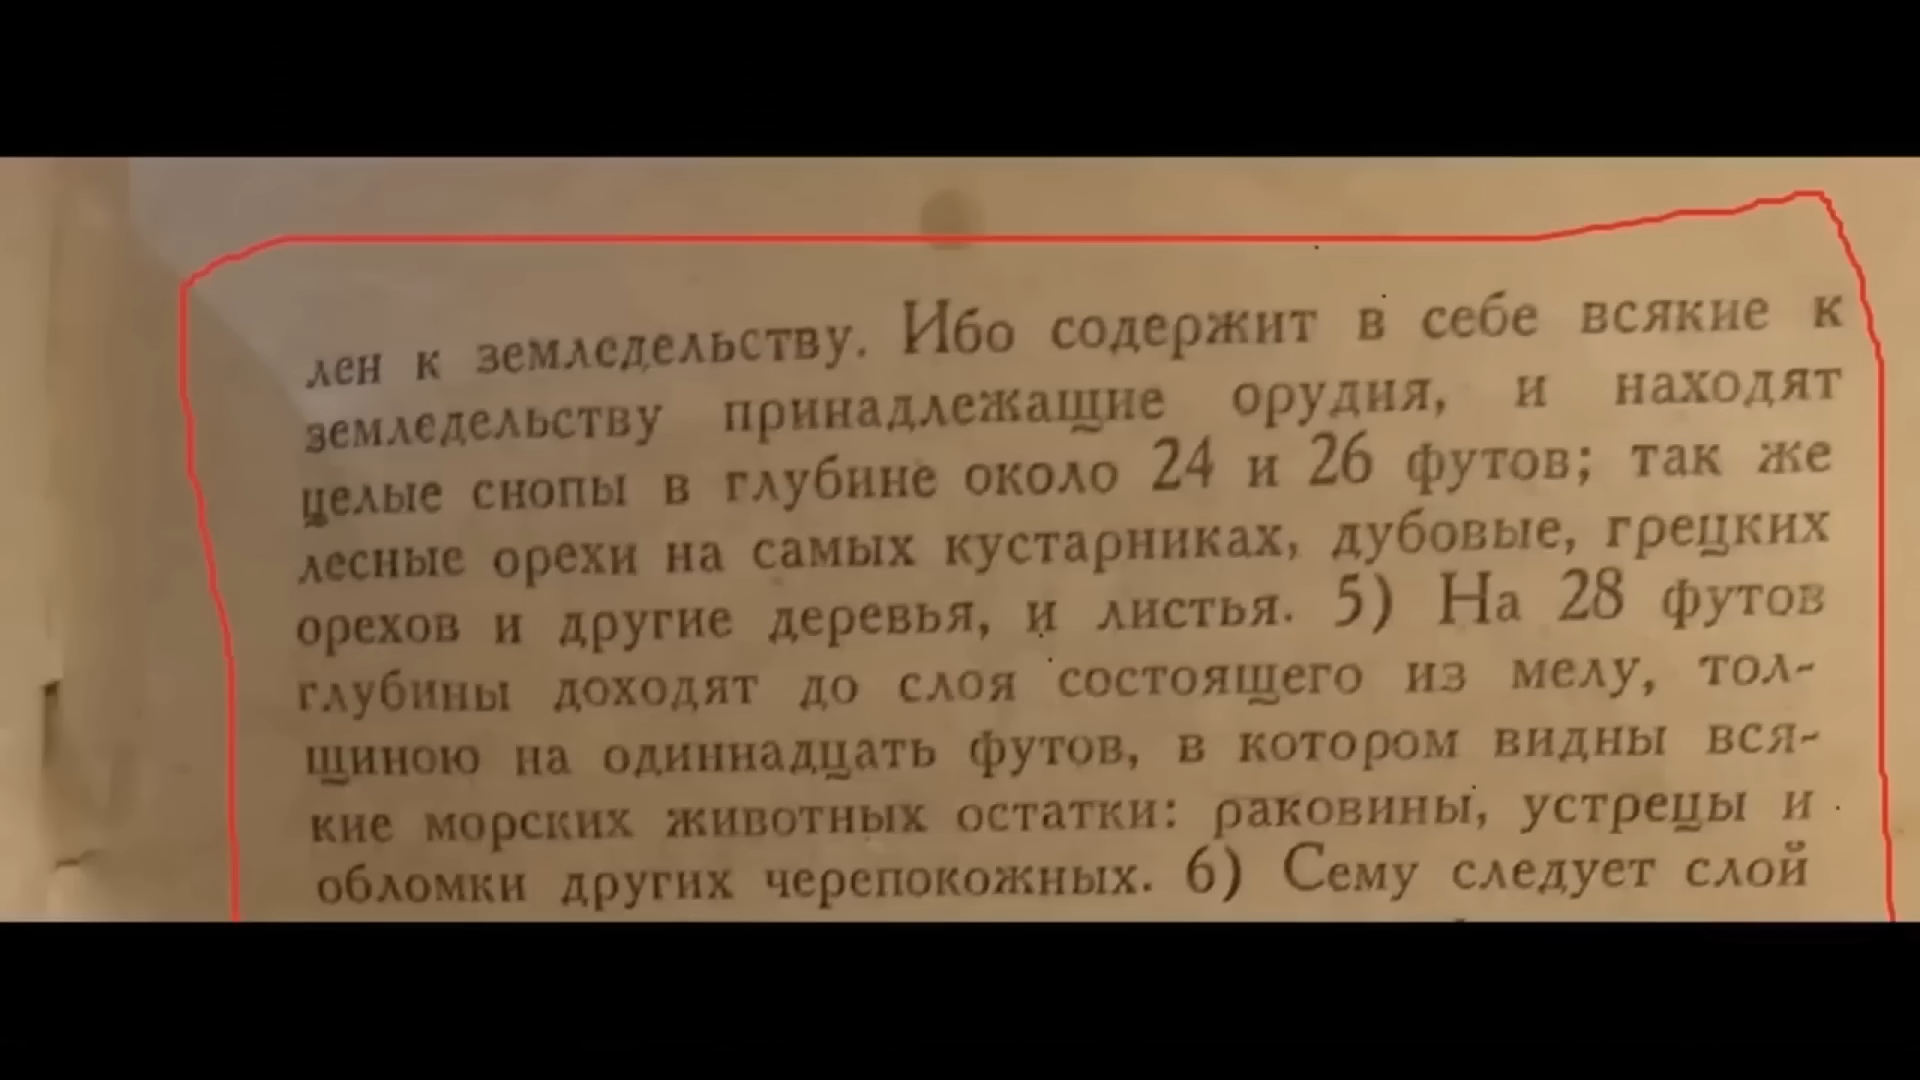 лен к земледельству. Ибо содержит в себе всякие к
земледельству принадлежащие орудия, и находят
целые снопы в глубине около 24 и 26 футов; так же
лесные орехи на самых кустарниках, дубовые, грецких
орехов и другие деревья, и листья. 5) На 28 футов
глубины доходят до слоя состоящего из мелу, тол-
щиною на одиннадцать футов, в котором видны вся-
кие морских животных остатки: раковины, устрецы и
обломки других черепокожных. 6) Сему следует слой